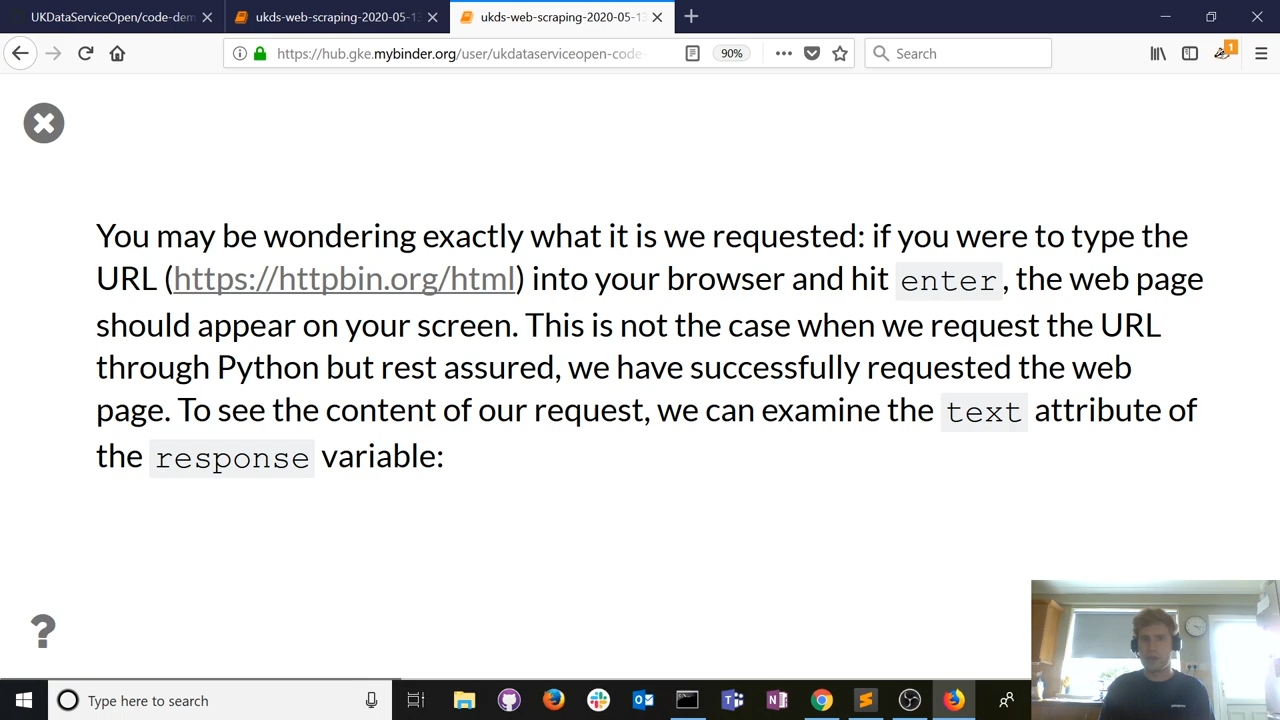 UKDataServiceOpen/code-dem
ukds-web-scraping-2020-05-13
ukds-web-scraping-2020-05-13
https://hub.gke.mybinder.org/user/ukdataserviceopen-code-
90%
Search
1
You may be wondering exactly what it is we requested: if you were to type the
URL (https://httpbin.org/html) into your browser and hit enter, the web page
should appear on your screen. This is not the case when we request the URL
through Python but rest assured, we have successfully requested the web
page. To see the content of our request, we can examine the text attribute of
the response variable:
?
Type here to search